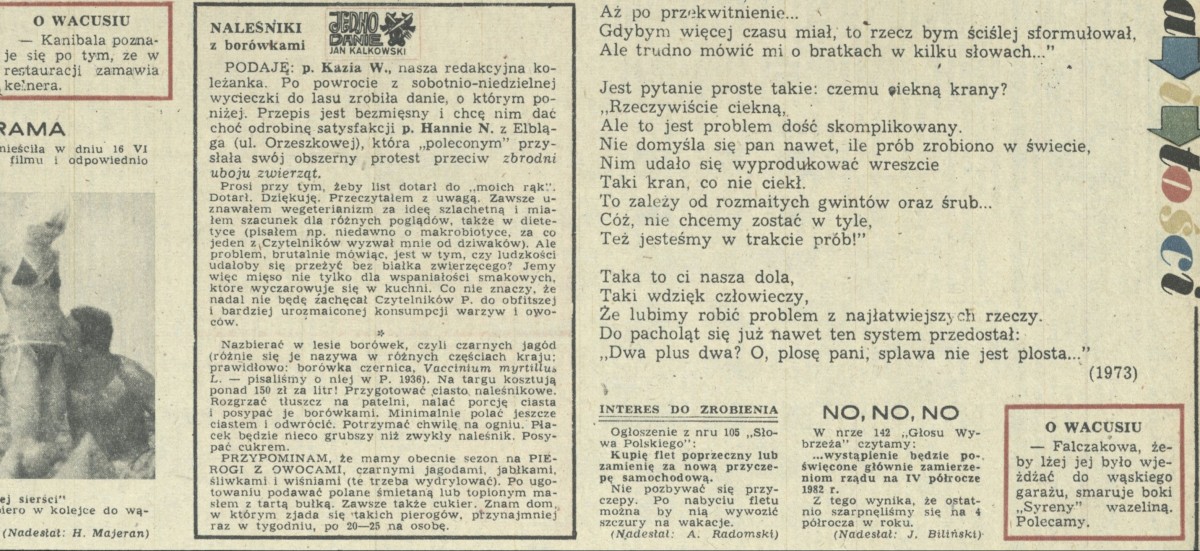 O WACUSIU
— Kanibala pozna-
je się po tym, ze w
restauracji zamawia
kelnera.
RAMA
mieściła w dniu 16 VI
filmu i odpowiednio
ej sierści"
piero w kolejce do wą-
(Nadesłał: H. Majeran)
NALEŚNIKI
z borówkami
JEDNO
DANIE
JAN KALKOWSKI
PODAJĘ: p. Kazia W., nasza redakcyjna ko-
leżanka. Po powrocie z sobotnio-niedzielnej
wycieczki do lasu zrobiła danie, o którym po-
niżej. Przepis jest bezmięsny i chcę nim dać
choć odrobinę satysfakcji p. Hannie N. z Elblą-
ga (ul. Orzeszkowej), która „poleconym" przy-
słała swój obszerny protest przeciw zbrodni
uboju zwierząt.
Prosi przy tym, żeby list dotarł do „moich rąk".
Dotarł. Dziękuję. Przeczytałem z uwagą. Zawsze u-
znawałem wegeterianizm za ideę szlachetną i mia-
łem szacunek dla różnych poglądów, także w diete-
tyce (pisałem np. niedawno o makrobiotyce, za co
jeden z Czytelników wyzwał mnie od dziwaków). Ale
problem, brutalnie mówiąc, jest w tym, czy ludzkości
udałoby się przeżyć bez białka zwierzęcego? Jemy
więc mięso nie tylko dla wspaniałości smakowych,
które wyczarowuje się w kuchni. Co nie znaczy, że
nadal nie będę zachęcał Czytelników P. do obfitszej
i bardziej urozmaiconej konsumpcji warzyw i owo-
ców.
*
Nazbierać w lesie borówek, czyli czarnych jagód
(różnie się je nazywa w różnych częściach kraju;
prawidłowo: borówka czernica, Vaccinium myrtillus
L. — pisaliśmy o niej w P. 1936). Na targu kosztują
ponad 150 zł za litr! Przygotować ciasto naleśnikowe.
Rozgrzać tłuszcz na patelni, nalać porcję ciasta
i posypać je borówkami. Minimalnie polać jeszcze
ciastem i odwrócić. Potrzymać chwilę na ogniu. Pla-
cek będzie nieco grubszy niż zwykły naleśnik. Posy-
pać cukrem.
PRZYPOMINAM, że mamy obecnie sezon na PIE-
ROGI Z OWOCAMI, czarnymi jagodami, jabłkami,
śliwkami i wiśniami (te trzeba wydrylować). Po ugo-
towaniu podawać polane śmietaną lub topionym ma-
słem z tartą bułką. Zawsze także cukier. Znam dom,
w którym zjada się takich pierogów, przynajmniej
raz w tygodniu, po 20—25 na osobę.
Aż po przekwitnienie...
Gdybym więcej czasu miał, to rzecz bym ściślej sformułował,
Ale trudno mówić mi o bratkach w kilku słowach..."
Jest pytanie proste takie: czemu ciekną krany?
„Rzeczywiście ciekną,
Ale to jest problem dość skomplikowany.
Nie domyśla się pan nawet, ile prób zrobiono w świecie,
Nim udało się wyprodukować wreszcie
Taki kran, co nie ciekł.
To zależy od rozmaitych gwintów oraz śrub...
Cóż, nie chcemy zostać w tyle,
Też jesteśmy w trakcie prób!"
Taka to ci nasza dola,
Taki wdzięk człowieczy,
Że lubimy robić problem z najłatwiejszych rzeczy.
Do pacholąt się już nawet ten system przedostał:
„Dwa plus dwa? O, plosę pani, splawa nie jest plosta..."
(1973)
INTERES DO ZROBIENIA
Ogłoszenie z nru 105 „Sło-
wa Polskiego":
Kupię flet poprzeczny lub
zamienię za nową przycze-
pę samochodową.
Nie pozbywać się przy-
czepy. Po nabyciu fletu
można by nią wywozić
szczury na wakacje.
(Nadesłał: A. Radomski)
NO, NO, NO
W nrze 142 „Głosu Wy-
brzeża" czytamy:
...wystąpienie będzie po-
święcone głównie zamierze-
niom rządu na IV półrocze
1982 r.
Z tego wynika, że ostat-
nio szarpnęliśmy się na 4
półrocza w roku.
(Nadesłał: J. Biliński)
O WACUSIU
— Falczakowa, że-
by lżej jej było wje-
żdżać do wąskiego
garażu, smaruje boki
„Syreny" wazeliną.
Polecamy.